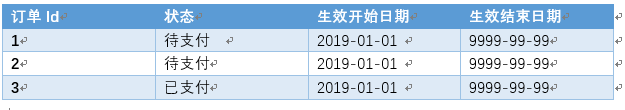 订单 Id 状态 生效开始日期 生效结束日期
1 待支付 2019-01-01 9999-99-99
2 待支付 2019-01-01 9999-99-99
3 已支付 2019-01-01 9999-99-99